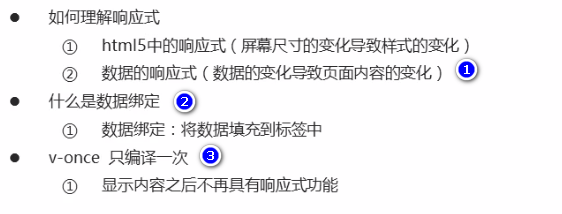 ● 如何理解响应式
① html5中的响应式（屏幕尺寸的变化导致样式的变化）
② 数据的响应式（数据的变化导致页面内容的变化） 1
● 什么是数据绑定 2
① 数据绑定：将数据填充到标签中
● v-once 只编译一次 3
① 显示内容之后不再具有响应式功能